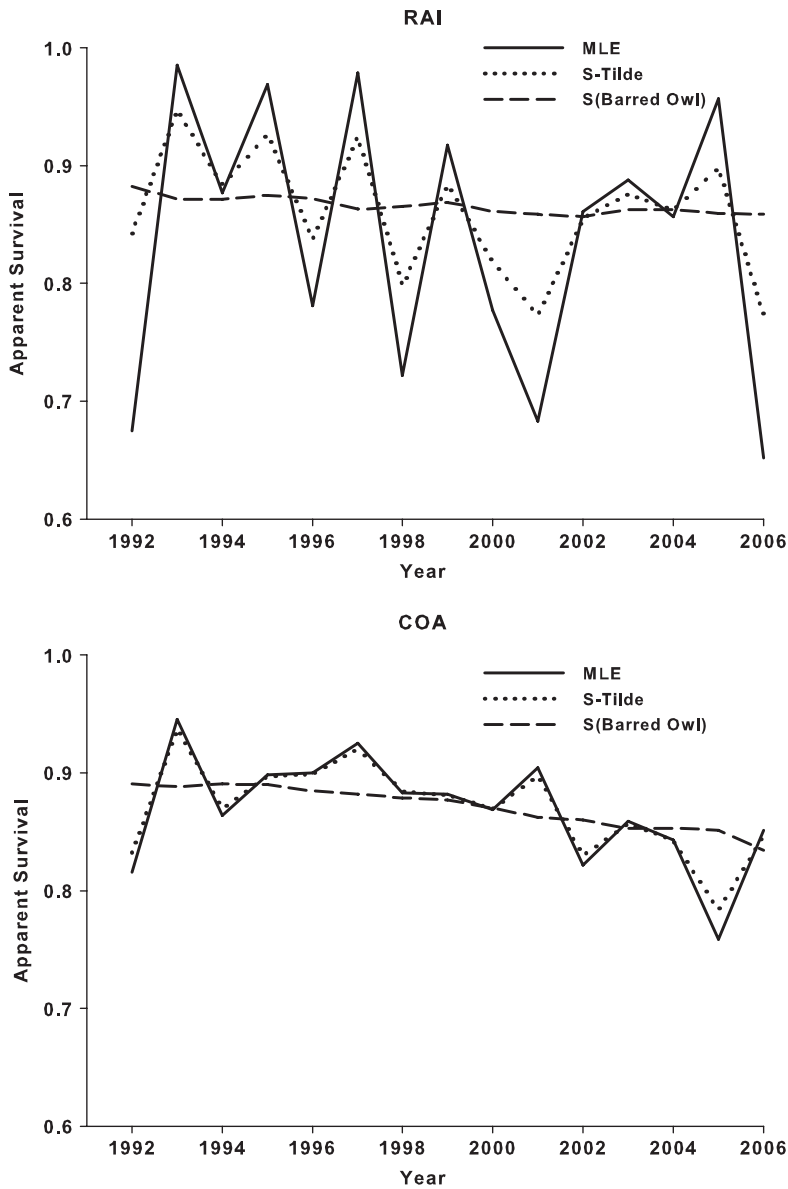 RAI
MLE
S-Tilde
S(Barred Owl)
1.0
0.9
0.8
0.7
0.6
Apparent Survival
1992 1994 1996 1998 2000 2002 2004 2006
Year
COA
MLE
S-Tilde
S(Barred Owl)
1.0
0.9
0.8
0.7
0.6
Apparent Survival
1992 1994 1996 1998 2000 2002 2004 2006
Year